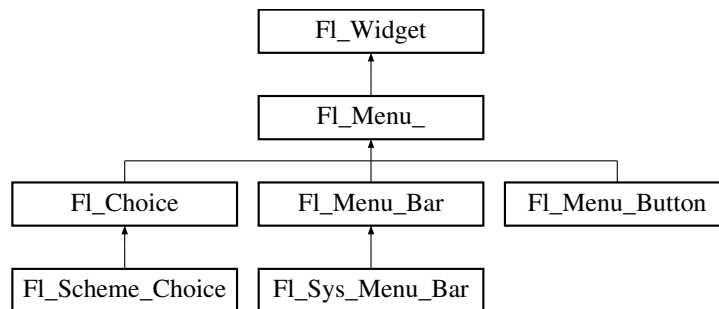 Fl_Widget
Fl_Menu_
Fl_Choice
Fl_Menu_Bar
Fl_Menu_Button
Fl_Scheme_Choice
Fl_Sys_Menu_Bar